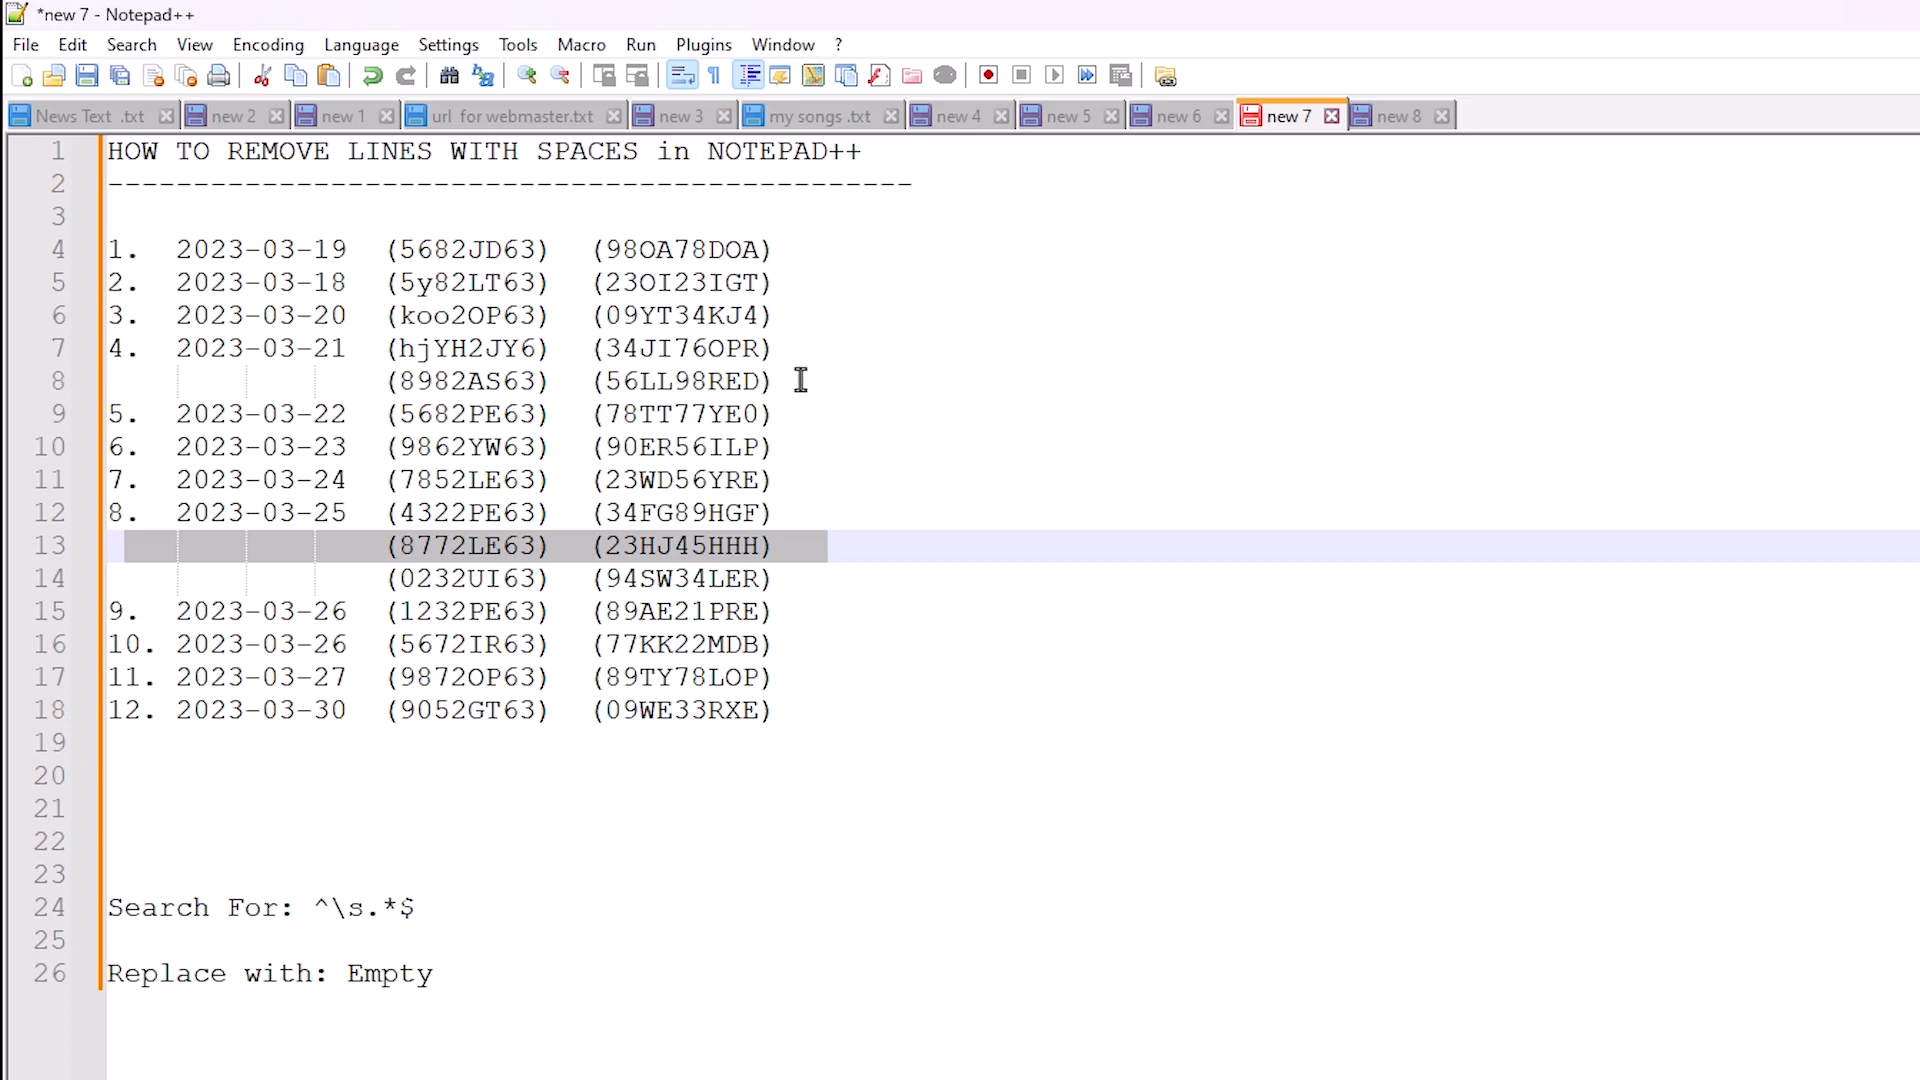 *new 7 - Notepad++
File Edit Search View Encoding Language Settings Tools Macro Run Plugins Window ?
News Text .txt new 2 new 1 url for webmaster.txt new 3 my songs .txt new 4 new 5 new 6 new 7 new 8
1 HOW TO REMOVE LINES WITH SPACES in NOTEPAD++
2 -----------------------------------------------
3
4 1. 2023-03-19 (5682JD63) (98OA78DOA)
5 2. 2023-03-18 (5y82LT63) (23OI23IGT)
6 3. 2023-03-20 (koo2OP63) (09YT34KJ4)
7 4. 2023-03-21 (hjYH2JY6) (34JI76OPR)
8 (8982AS63) (56LL98RED)
9 5. 2023-03-22 (5682PE63) (78TT77YE0)
10 6. 2023-03-23 (9862YW63) (90ER56ILP)
11 7. 2023-03-24 (7852LE63) (23WD56YRE)
12 8. 2023-03-25 (4322PE63) (34FG89HGF)
13 (8772LE63) (23HJ45HHH)
14 (0232UI63) (94SW34LER)
15 9. 2023-03-26 (1232PE63) (89AE21PRE)
16 10. 2023-03-26 (5672IR63) (77KK22MDB)
17 11. 2023-03-27 (9872OP63) (89TY78LOP)
18 12. 2023-03-30 (9052GT63) (09WE33RXE)
19
20
21
22
23
24 Search For: ^\s.*$
25
26 Replace with: Empty